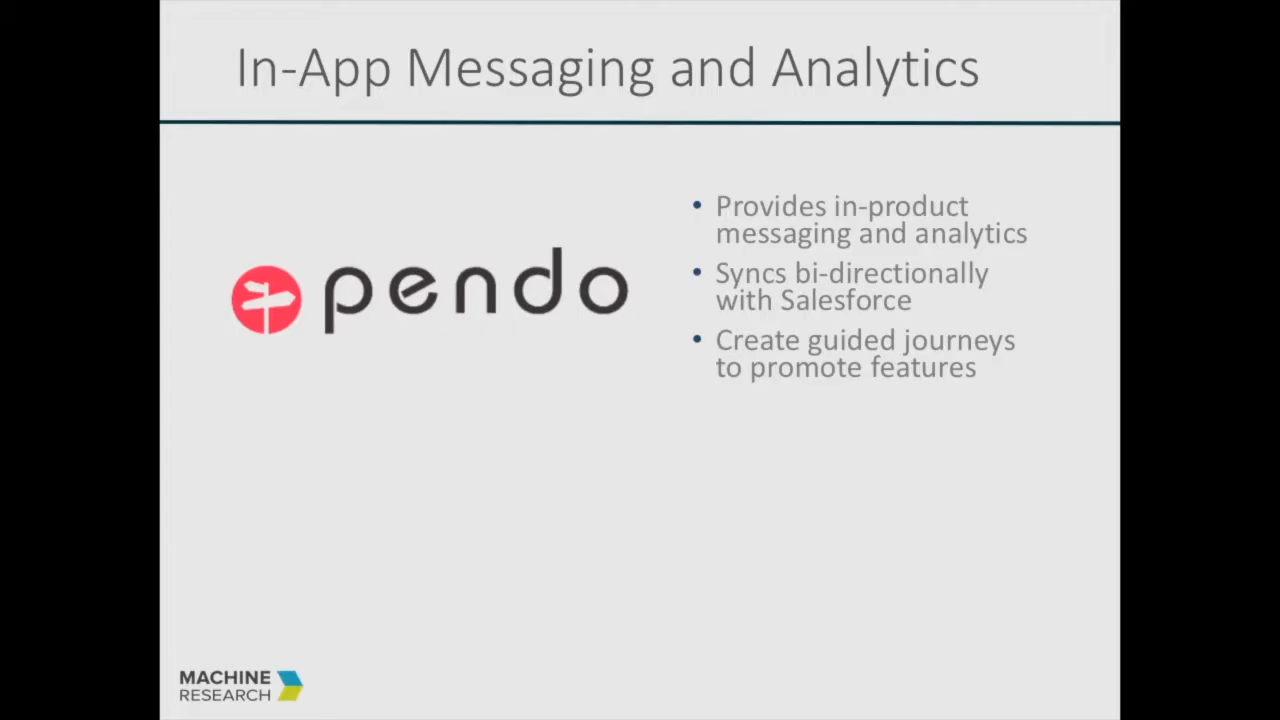 In-App Messaging and Analytics
pendo
• Provides in-product
messaging and analytics
• Syncs bi-directionally
with Salesforce
• Create guided journeys
to promote features
MACHINE
RESEARCH